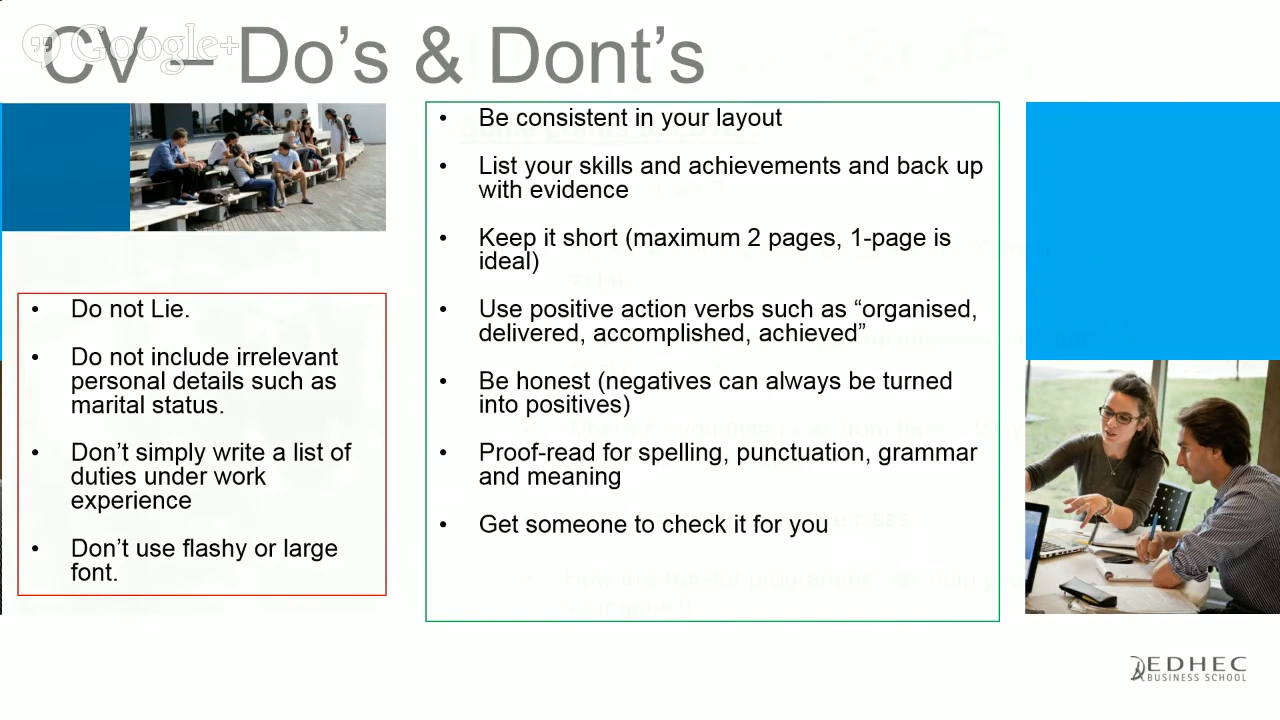 CV – Do’s & Dont’s
Google+
• Do not Lie.
• Do not include irrelevant
personal details such as
marital status.
• Don’t simply write a list of
duties under work
experience
• Don’t use flashy or large
font.
• Be consistent in your layout
• List your skills and achievements and back up
with evidence
• Keep it short (maximum 2 pages, 1-page is
ideal)
• Use positive action verbs such as “organised,
delivered, accomplished, achieved”
• Be honest (negatives can always be turned
into positives)
• Proof-read for spelling, punctuation, grammar
and meaning
• Get someone to check it for you
EDHEC
BUSINESS SCHOOL